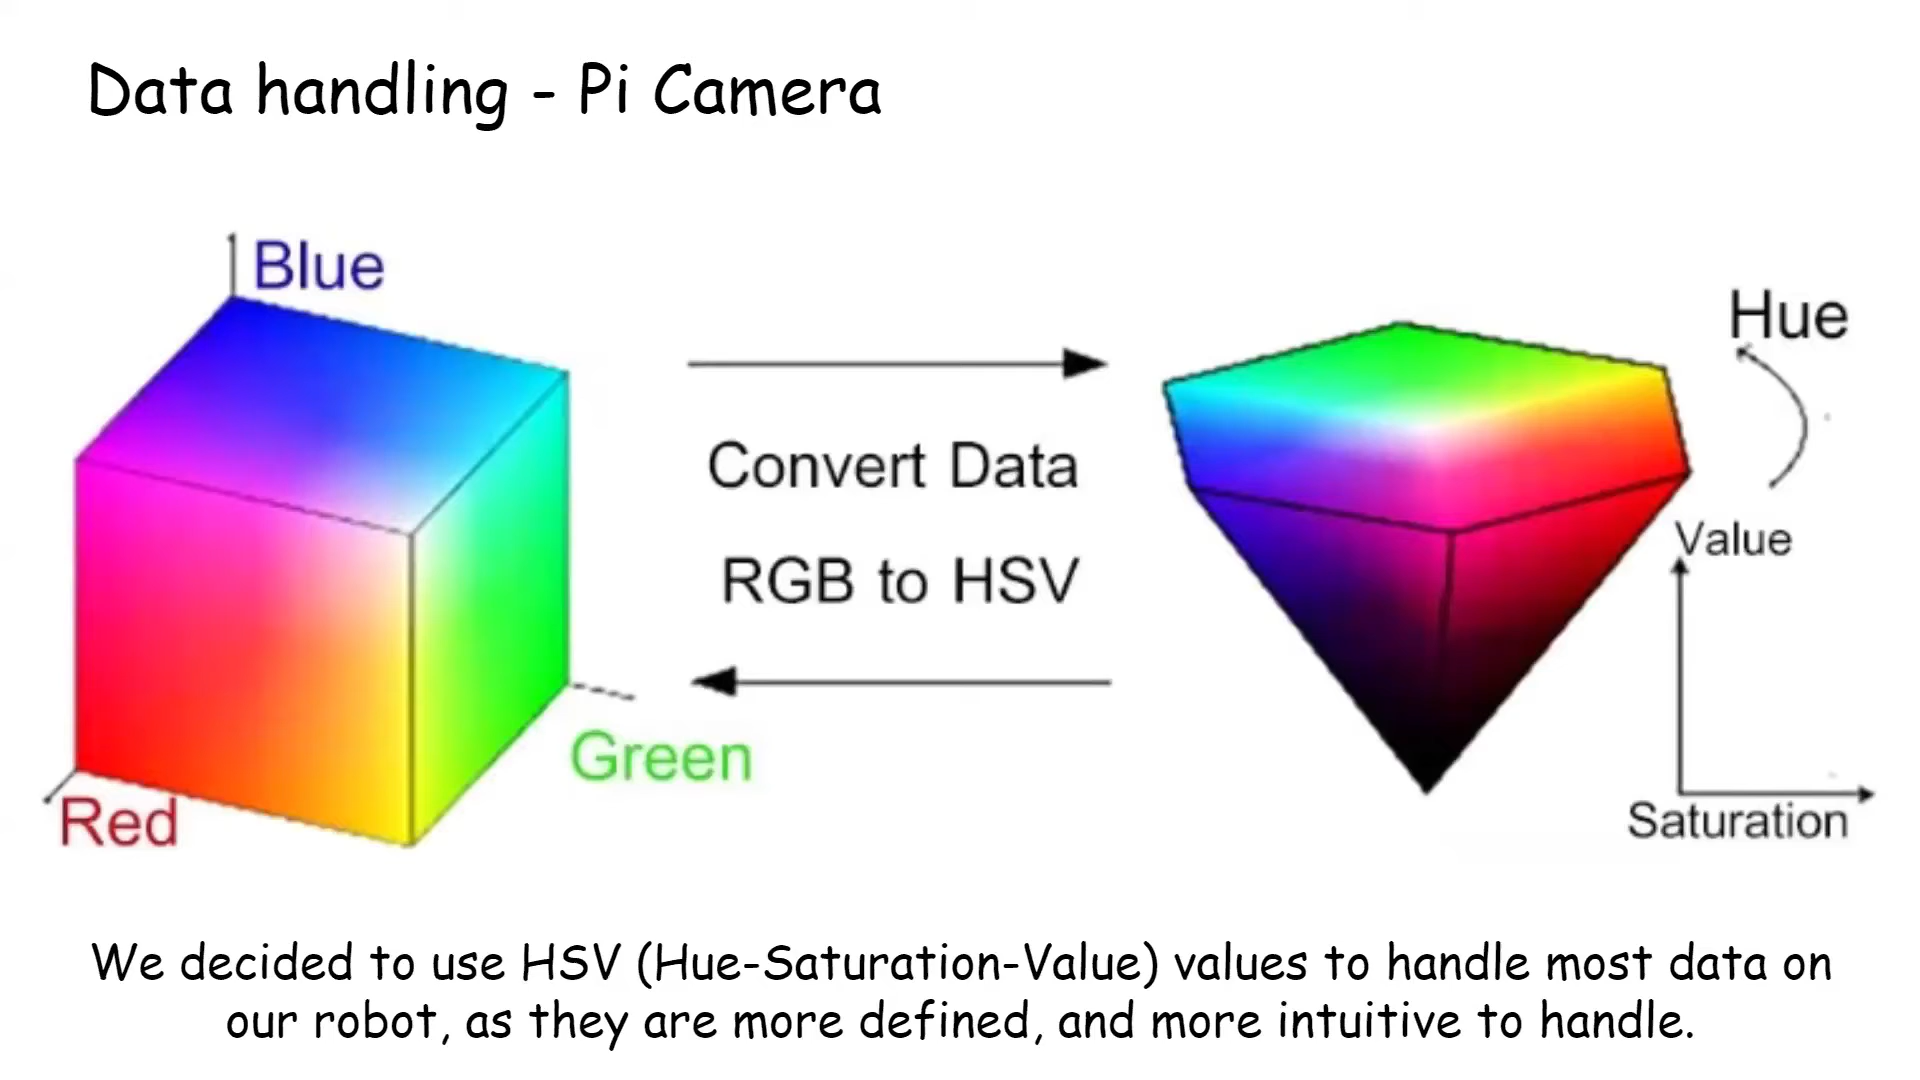 Data handling - Pi Camera
Blue
Hue
Convert Data
RGB to HSV
Value
Green
Red
Saturation
We decided to use HSV (Hue-Saturation-Value) values to handle most data on
our robot, as they are more defined, and more intuitive to handle.